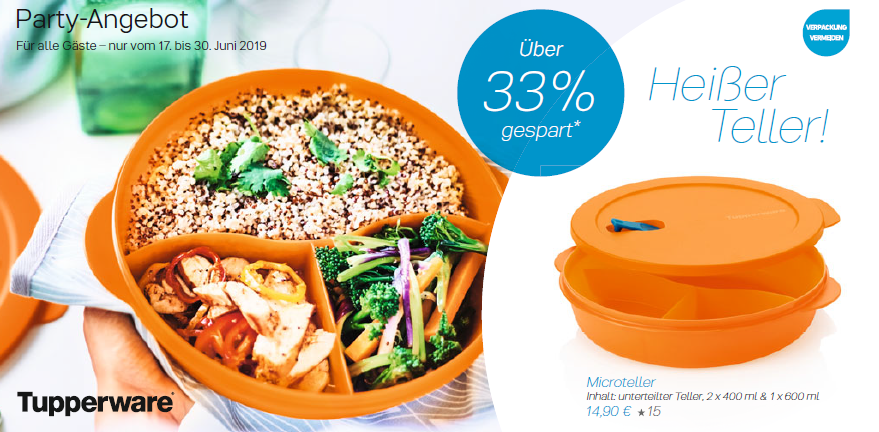 Party-Angebot
Für alle Gäste – nur vom 17. bis 30. Juni 2019
Über
33%
gespart*
VERPACKUNG
VERMEIDEN
Heißer
Teller!
Tupperware
Microteller
Inhalt: unterteilter Teller, 2 x 400 ml & 1 x 600 ml
14,90 € ★15
Tupperware®